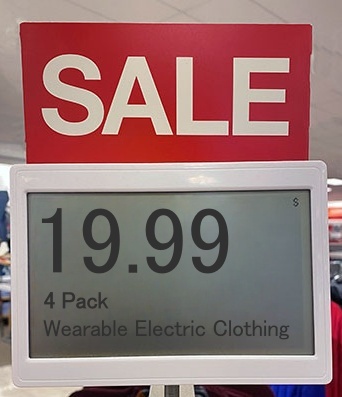 SALE
$
19.99
4 Pack
Wearable Electric Clothing